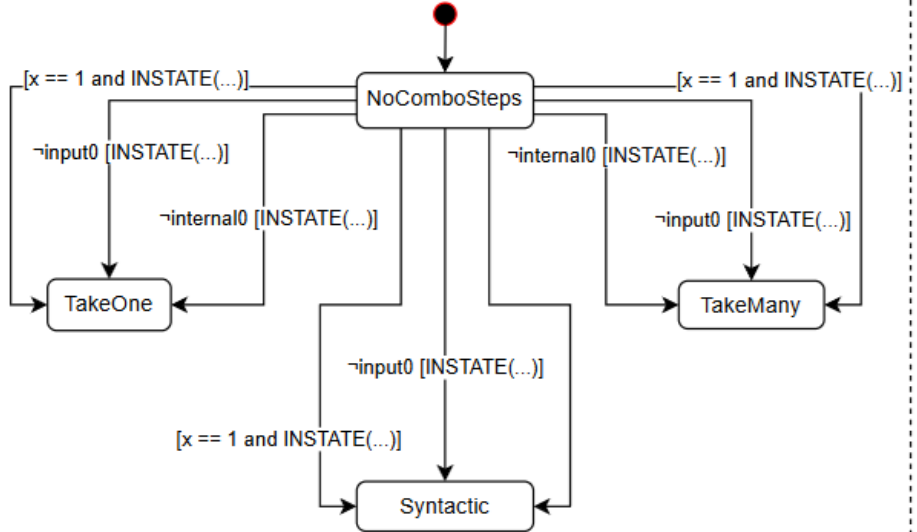 [x == 1 and INSTATE(...)]
[x == 1 and INSTATE(...)]
NoComboSteps
¬input0 [INSTATE(...)]
¬internal0 [INSTATE(...)]
¬internal0 [INSTATE(...)]
¬input0 [INSTATE(...)]
TakeOne
TakeMany
¬input0 [INSTATE(...)]
[x == 1 and INSTATE(...)]
Syntactic